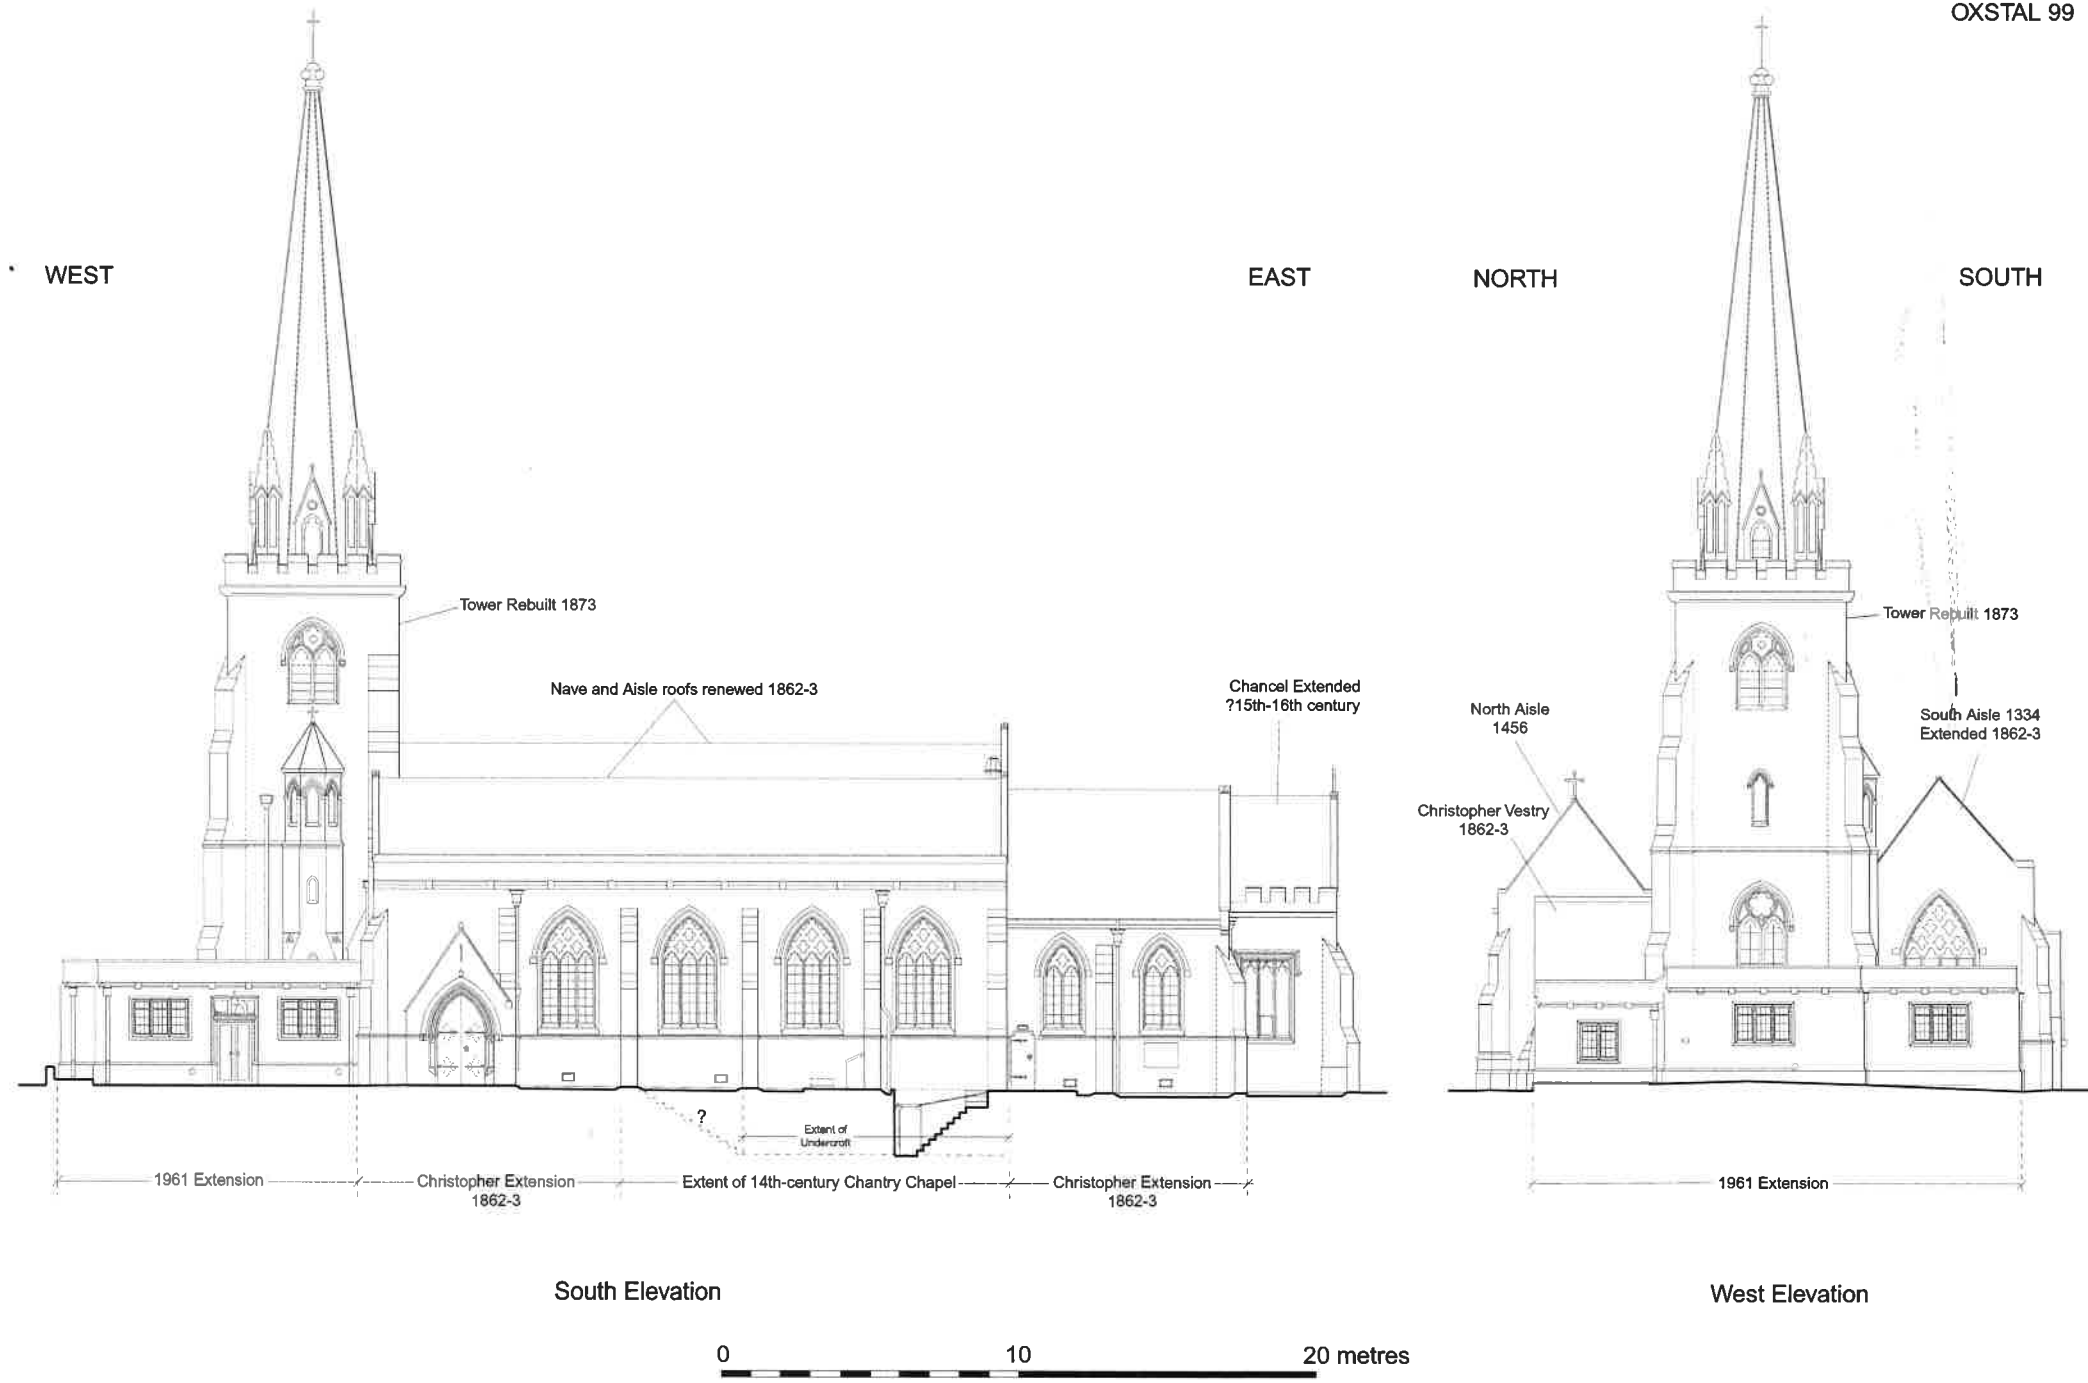 OXSTAL 99
WEST
EAST
NORTH
SOUTH
Tower Rebuilt 1873
Nave and Aisle roofs renewed 1862-3
Chancel Extended
?15th-16th century
?
Extent of
Undercroft
1961 Extension
Christopher Extension
1862-3
Extent of 14th-century Chantry Chapel
Christopher Extension
1862-3
South Elevation
Tower Rebuilt 1873
North Aisle
1456
South Aisle 1334
Extended 1862-3
Christopher Vestry
1862-3
1961 Extension
West Elevation
0
10
20 metres